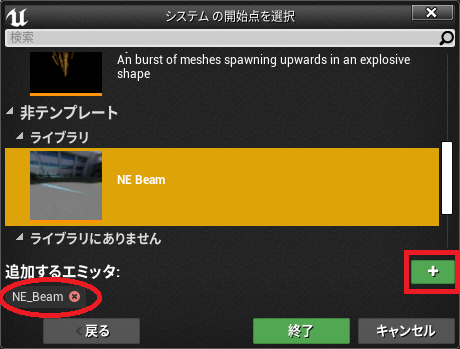 システム の開始点を選択
検索
An burst of meshes spawning upwards in an explosive
shape
非テンプレート
ライブラリ
NE Beam
ライブラリにありません
追加するエミッタ:
NE_Beam
戻る
終了
キャンセル